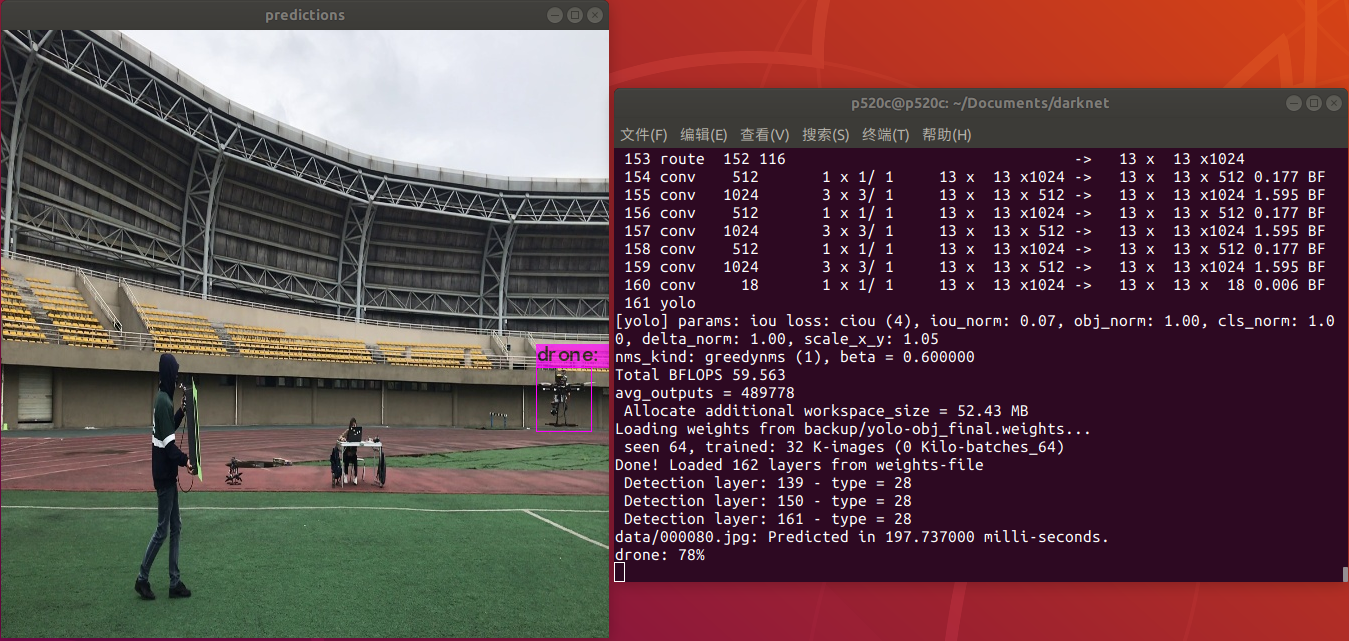 predictions
drone:
p520c@p520c: ~/Documents/darknet
文件(F) 编辑(E) 查看(V) 搜索(S) 终端(T) 帮助(H)
153 route 152 116 -> 13 x 13 x1024
154 conv 512 1 x 1/ 1 13 x 13 x1024 -> 13 x 13 x 512 0.177 BF
155 conv 1024 3 x 3/ 1 13 x 13 x 512 -> 13 x 13 x1024 1.595 BF
156 conv 512 1 x 1/ 1 13 x 13 x1024 -> 13 x 13 x 512 0.177 BF
157 conv 1024 3 x 3/ 1 13 x 13 x 512 -> 13 x 13 x1024 1.595 BF
158 conv 512 1 x 1/ 1 13 x 13 x1024 -> 13 x 13 x 512 0.177 BF
159 conv 1024 3 x 3/ 1 13 x 13 x 512 -> 13 x 13 x1024 1.595 BF
160 conv 18 1 x 1/ 1 13 x 13 x1024 -> 13 x 13 x 18 0.006 BF
161 yolo
[yolo] params: iou loss: ciou (4), iou_norm: 0.07, obj_norm: 1.00, cls_norm: 1.0
0, delta_norm: 1.00, scale_x_y: 1.05
nms_kind: greedynms (1), beta = 0.600000
Total BFLOPS 59.563
avg_outputs = 489778
Allocate additional workspace_size = 52.43 MB
Loading weights from backup/yolo-obj_final.weights...
seen 64, trained: 32 K-images (0 Kilo-batches_64)
Done! Loaded 162 layers from weights-file
Detection layer: 139 - type = 28
Detection layer: 150 - type = 28
Detection layer: 161 - type = 28
data/000080.jpg: Predicted in 197.737000 milli-seconds.
drone: 78%